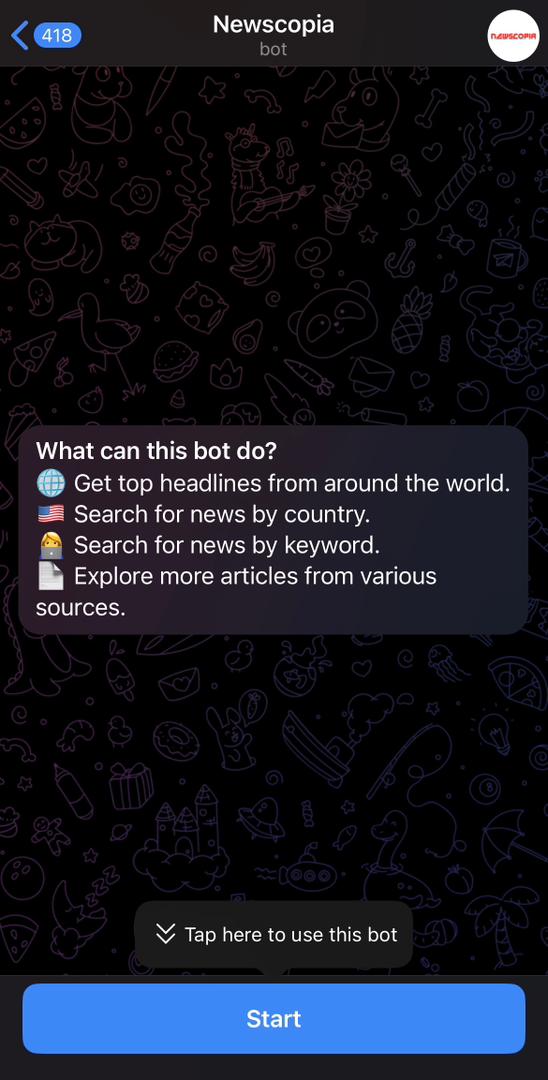 418
Newscopia
bot
NEWSCOPIA
What can this bot do?
🌐 Get top headlines from around the world.
🇺🇸 Search for news by country.
🧑‍💻 Search for news by keyword.
📄 Explore more articles from various
sources.
Tap here to use this bot
Start